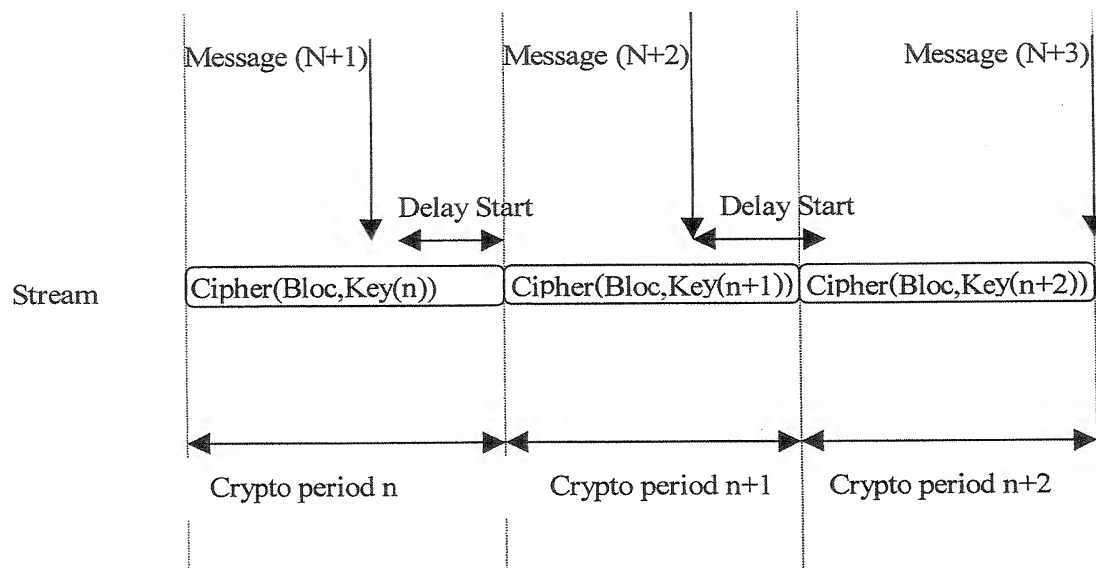 Message (N+1)
Message (N+2)
Message (N+3)
Delay Start
Delay Start
Stream
Cipher(Bloc,Key(n))
Cipher(Bloc,Key(n+1))
Cipher(Bloc,Key(n+2))
Crypto period n
Crypto period n+1
Crypto period n+2